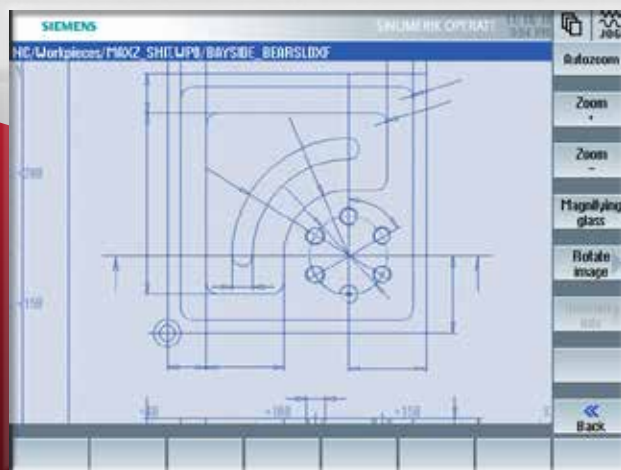 SIEMENS
SINUMERIK OPERATE
JOG
NC/Workpieces/MAXZ_SHIT.WPD/BAYSIDE_BEARSLDXF
Autozoom
Zoom
+
Zoom
-
Magnifying
glass
Rotate
image
+200
+150
+100
+150
X
Back